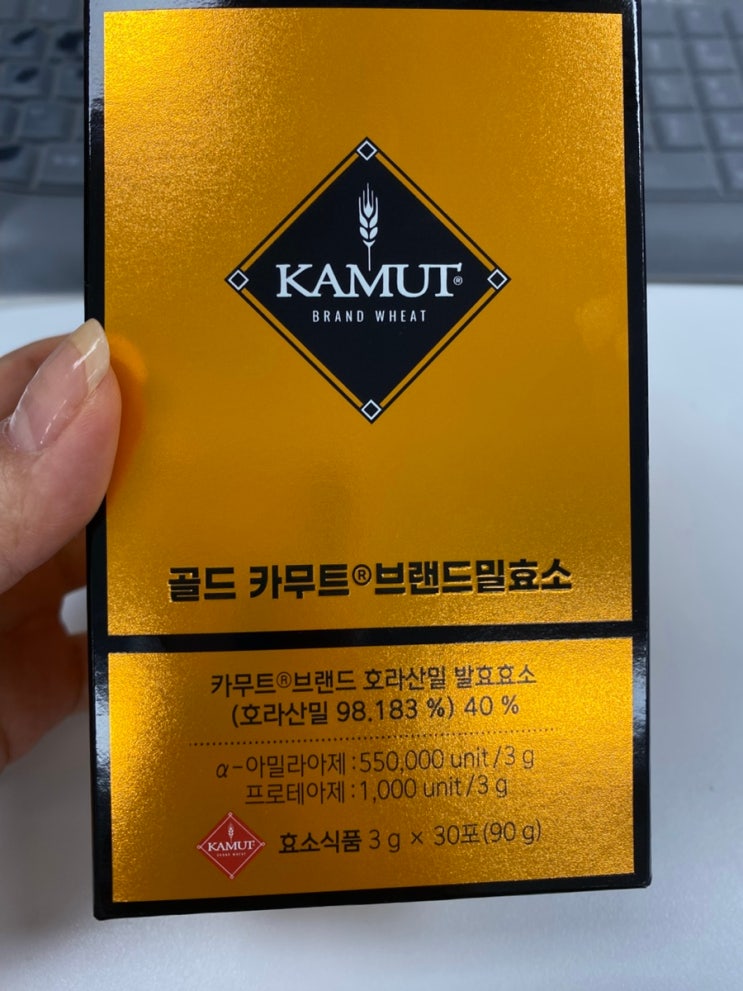 KAMUT®
BRAND WHEAT
골드 카무트®브랜드밀효소
카무트®브랜드 호라산밀 발효효소
(호라산밀 98.183 %) 40 %
α-아밀라아제 : 550,000 unit / 3 g
프로테아제 : 1,000 unit / 3 g
KAMUT
BRAND WHEAT
효소식품 3 g × 30포(90 g)